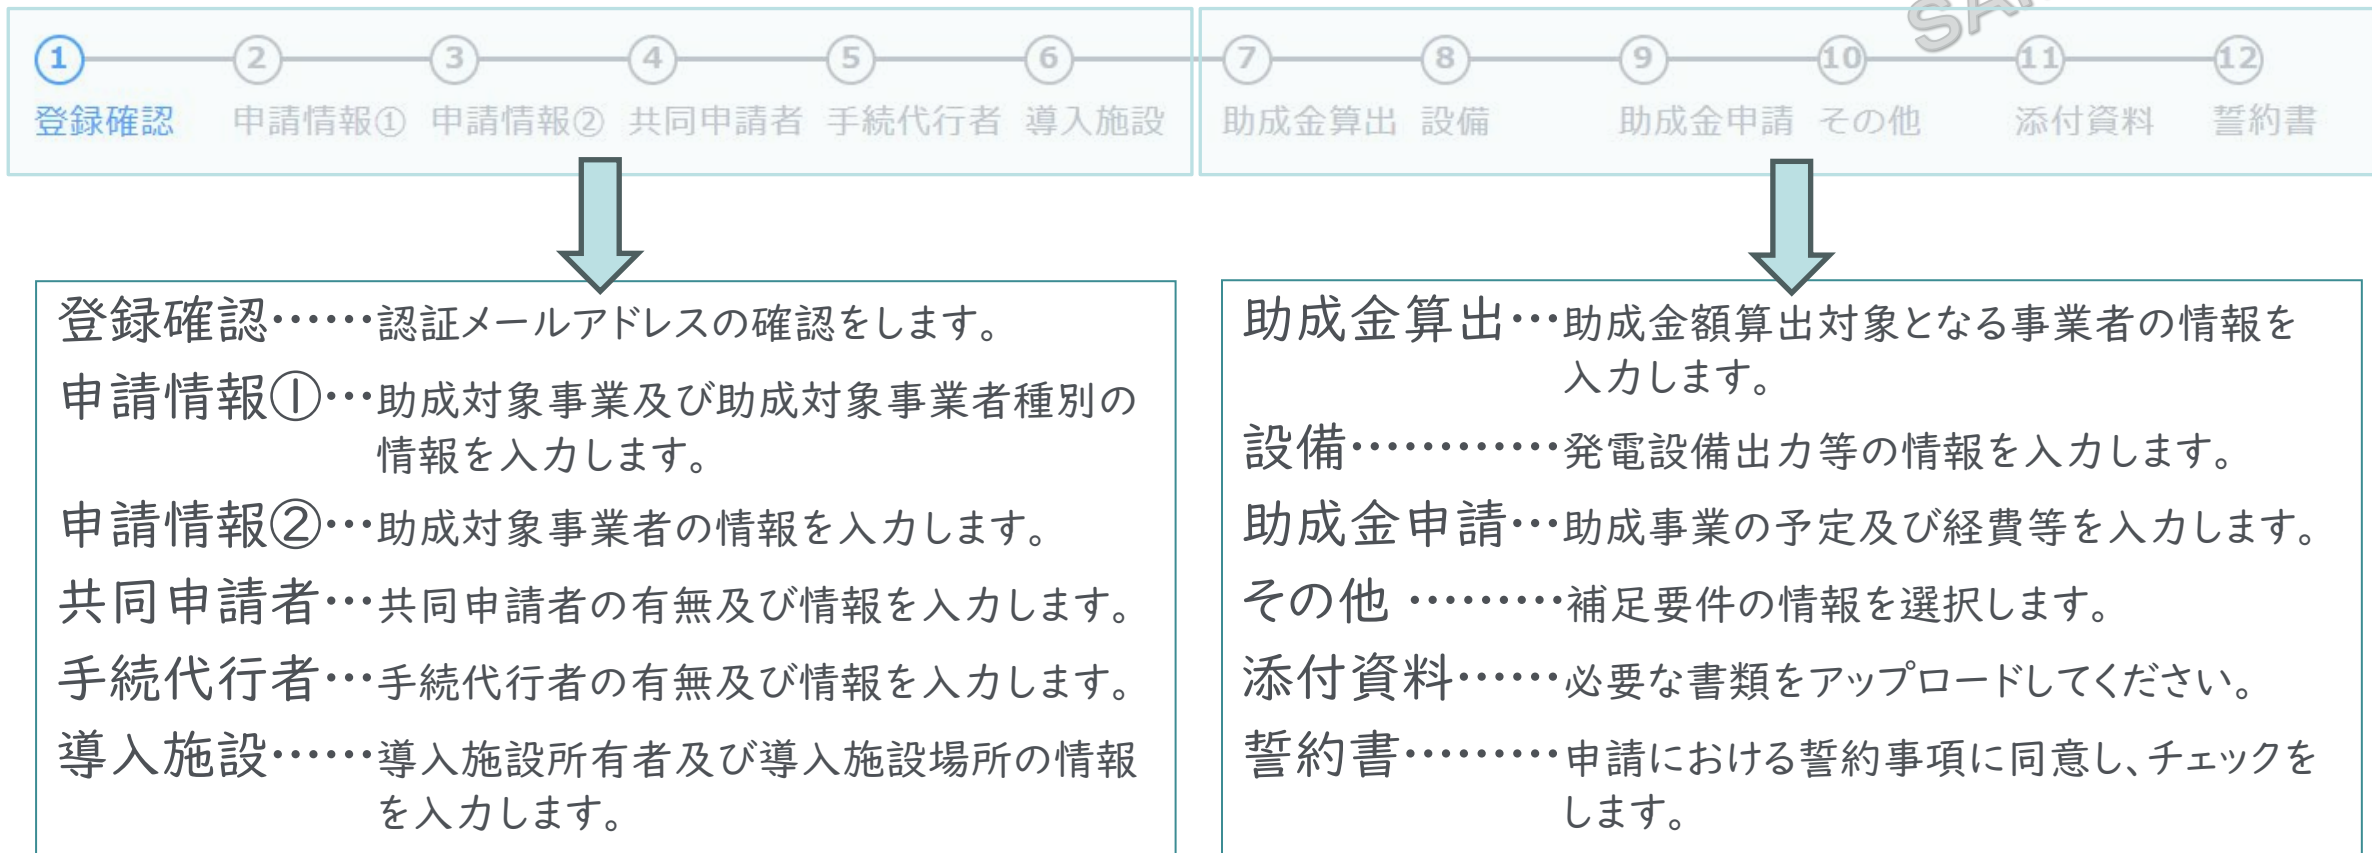 SA
1 2 3 4 5 6 7 8 9 10 11 12
登録確認 申請情報① 申請情報② 共同申請者 手続代行者 導入施設 助成金算出 設備 助成金申請 その他 添付資料 誓約書
登録確認……認証メールアドレスの確認をします。
申請情報①…助成対象事業及び助成対象事業者種別の
情報を入力します。
申請情報②…助成対象事業者の情報を入力します。
共同申請者…共同申請者の有無及び情報を入力します。
手続代行者…手続代行者の有無及び情報を入力します。
導入施設……導入施設所有者及び導入施設場所の情報
を入力します。
助成金算出…助成金額算出対象となる事業者の情報を
入力します。
設備…………発電設備出力等の情報を入力します。
助成金申請…助成事業の予定及び経費等を入力します。
その他 ………補足要件の情報を選択します。
添付資料……必要な書類をアップロードしてください。
誓約書………申請における誓約事項に同意し、チェックを
します。